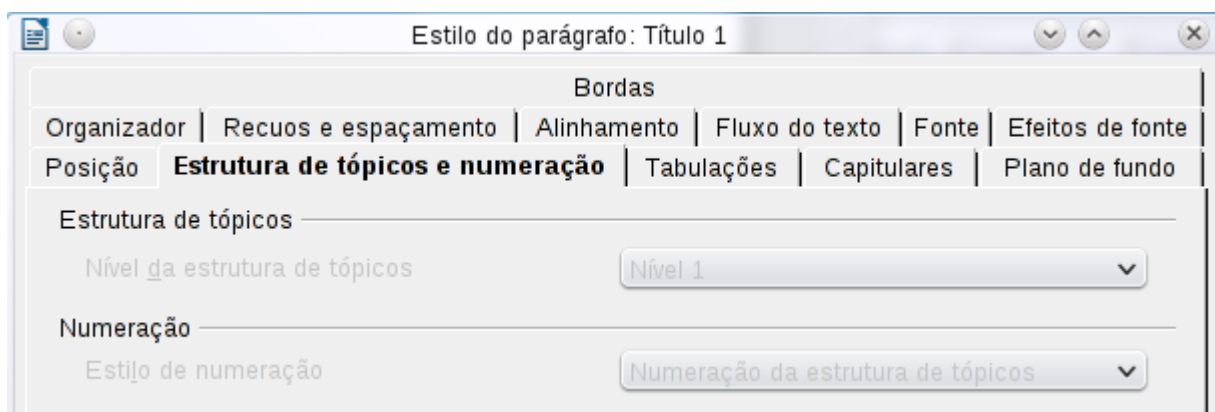 Estilo do parágrafo: Título 1
Bordas
Organizador Recuos e espaçamento Alinhamento Fluxo do texto Fonte Efeitos de fonte
Posição Estrutura de tópicos e numeração Tabulações Capitulares Plano de fundo
Estrutura de tópicos
Nível da estrutura de tópicos Nível 1
Numeração
Estilo de numeração Numeração da estrutura de tópicos